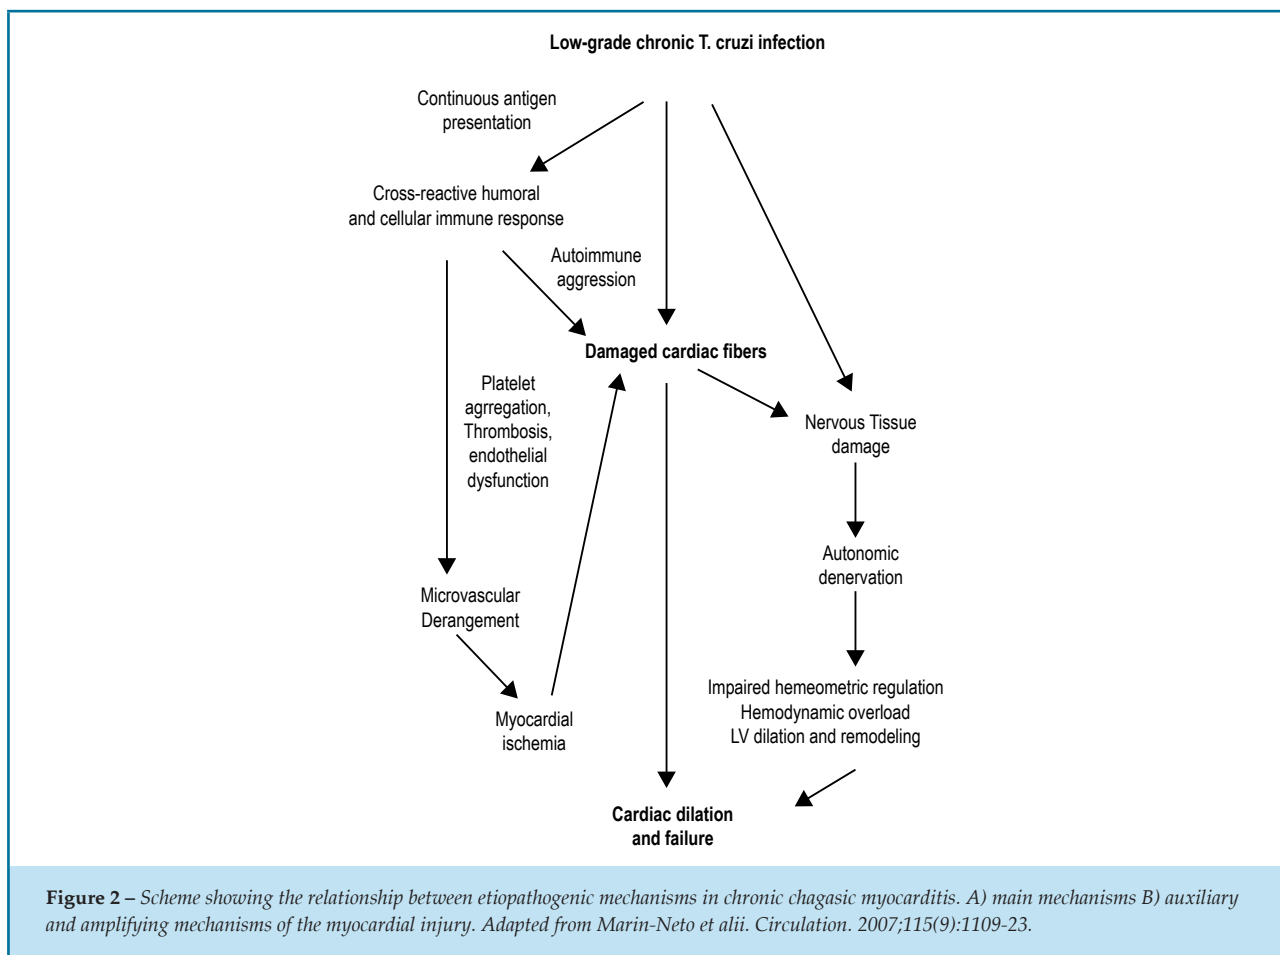 Low-grade chronic T. cruzi infection
Continuous antigen
presentation
Cross-reactive humoral
and cellular immune response
Autoimmune
aggression
Damaged cardiac fibers
Platelet
agrregation,
Thrombosis,
endothelial
dysfunction
Nervous Tissue
damage
Autonomic
denervation
Microvascular
Derangement
Impaired hemeometric regulation
Hemodynamic overload
LV dilation and remodeling
Myocardial
ischemia
Cardiac dilation
and failure
Figure 2 – Scheme showing the relationship between etiopathogenic mechanisms in chronic chagasic myocarditis. A) main mechanisms B) auxiliary
and amplifying mechanisms of the myocardial injury. Adapted from Marin-Neto et alii. Circulation. 2007;115(9):1109-23.